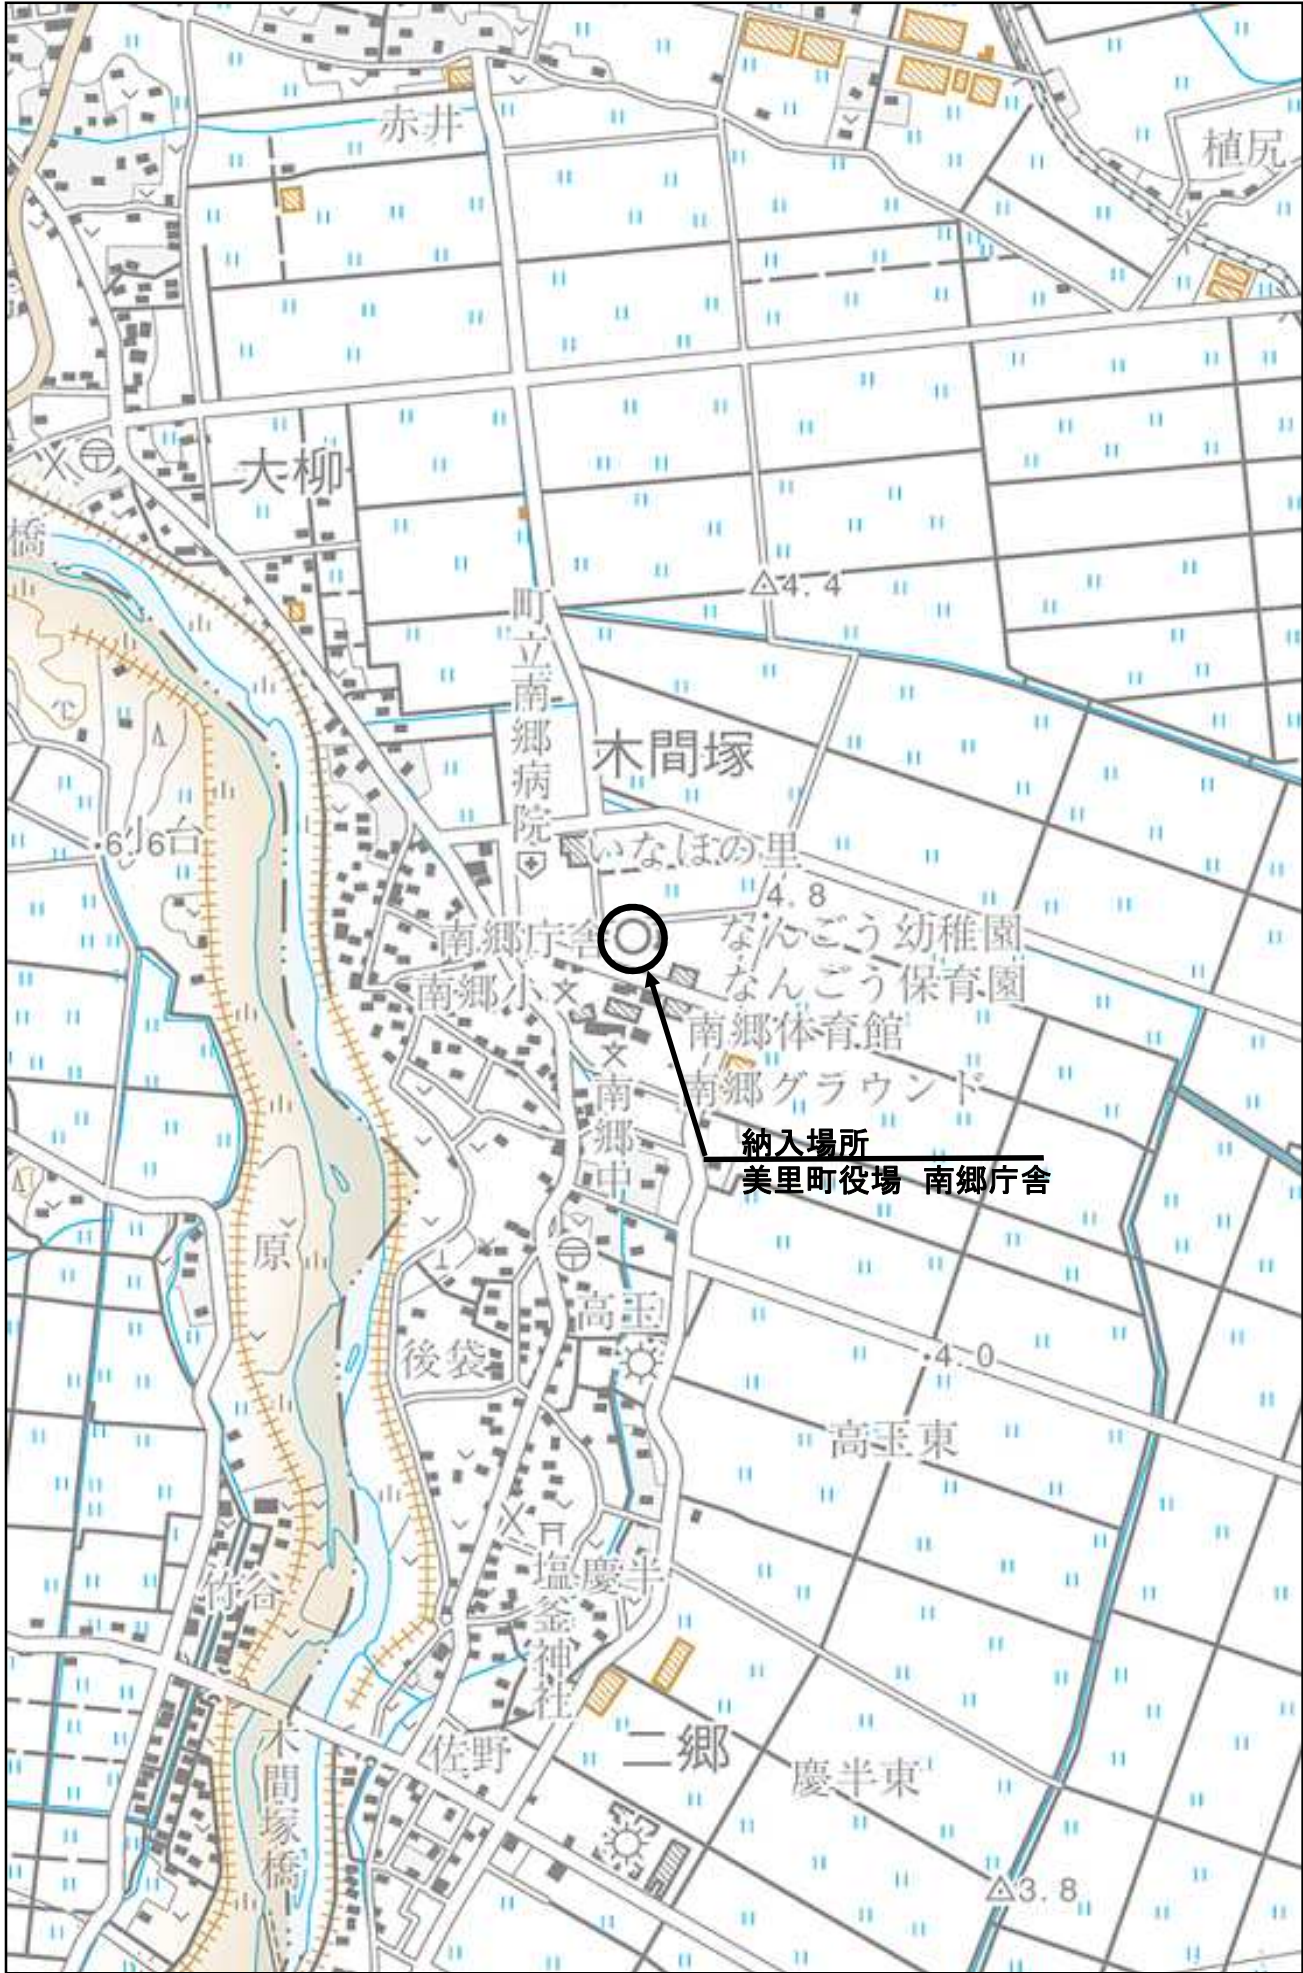 赤井
植尻
大柳
橋
4.4
町立南郷病院
木間塚
いなほの里
4.8
南郷庁舎
なんごう幼稚園
南郷小
なんごう保育園
南郷体育館
南郷グラウンド
南郷中
納入場所
美里町役場 南郷庁舎
原
高玉
後袋
4.0
高玉東
竹谷
塩釜神社
慶半
木間塚橋
佐野
二郷
慶半東
3.8